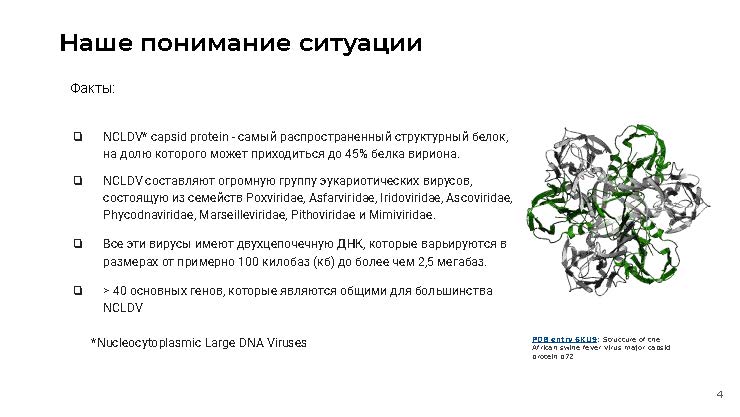 Наше понимание ситуации
Факты:
❑ NCLDV* capsid protein - самый распространенный структурный белок,
на долю которого может приходиться до 45% белка вириона.
❑ NCLDV составляют огромную группу эукариотических вирусов,
состоящую из семейств Poxviridae, Asfarviridae, Iridoviridae, Ascoviridae,
Phycodnaviridae, Marseilleviridae, Pithoviridae и Mimiviridae.
❑ Все эти вирусы имеют двухцепочечную ДНК, которые варьируются в
размерах от примерно 100 килобаз (кб) до более чем 2,5 мегабаз.
❑ > 40 основных генов, которые являются общими для большинства
NCLDV
*Nucleocytoplasmic Large DNA Viruses
PDB entry 6KU9: Structure of the
African swine fever virus major capsid
protein p72
4